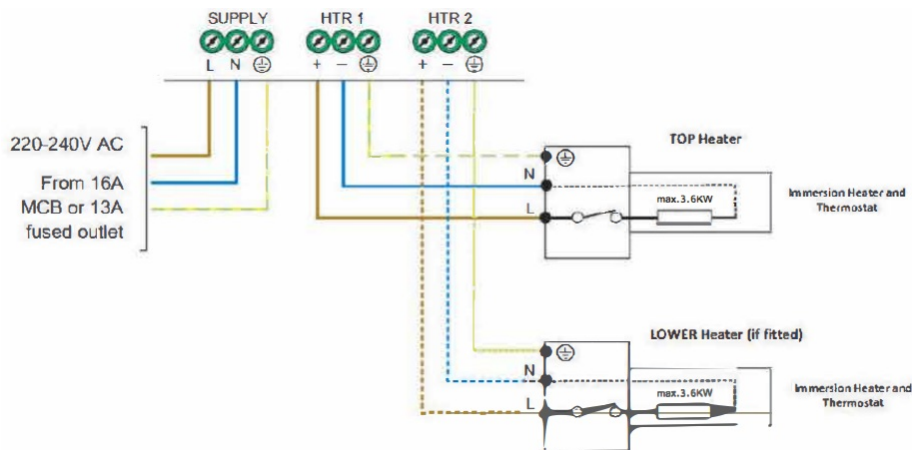 SUPPLY HTR 1 HTR 2
L N + − + −
220-240V AC
From 16A
MCB or 13A
fused outlet
TOP Heater
N
L
max.3.6KW
Immersion Heater and
Thermostat
LOWER Heater (if fitted)
N
L
max.3.6KW
Immersion Heater and
Thermostat